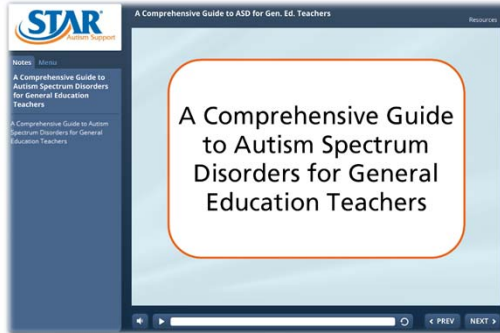 STAR
Autism Support
A Comprehensive Guide to ASD for Gen. Ed. Teachers
Resources
Notes Menu
A Comprehensive Guide to
Autism Spectrum Disorders
for General Education
Teachers
A Comprehensive Guide to Autism
Spectrum Disorders for General
Education Teachers
A Comprehensive Guide
to Autism Spectrum
Disorders for General
Education Teachers
< PREV NEXT >